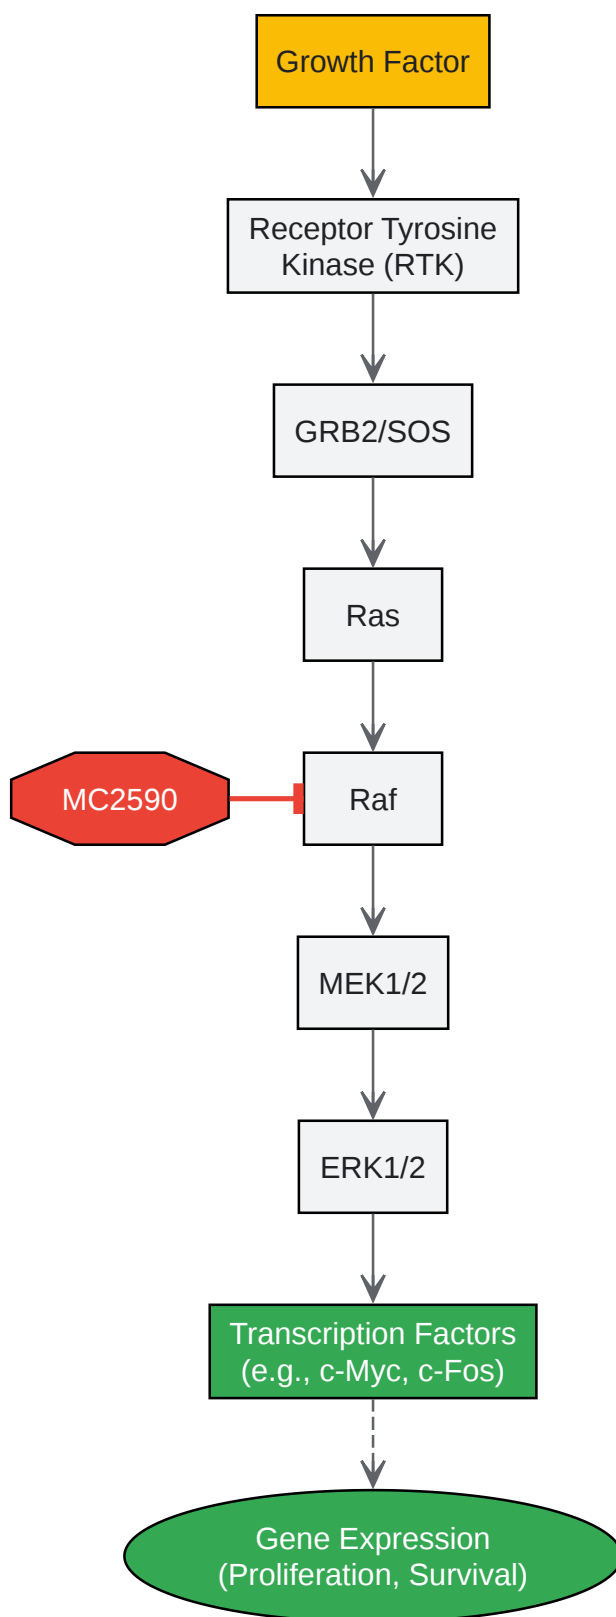 Growth Factor
Receptor Tyrosine
Kinase (RTK)
GRB2/SOS
Ras
MC2590
Raf
MEK1/2
ERK1/2
Transcription Factors
(e.g., c-Myc, c-Fos)
Gene Expression
(Proliferation, Survival)